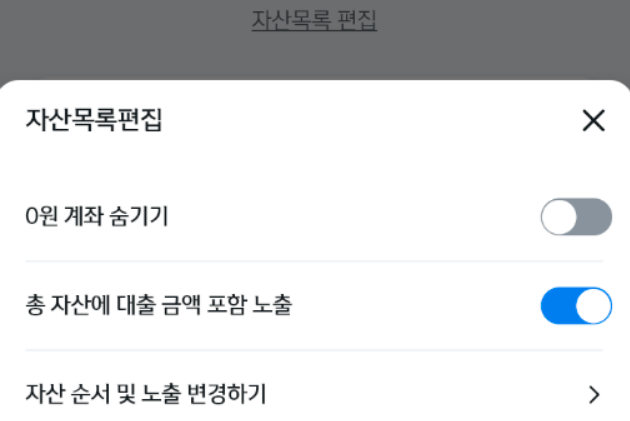 자산목록 편집
자산목록편집
0원 계좌 숨기기
총 자산에 대출 금액 포함 노출
자산 순서 및 노출 변경하기